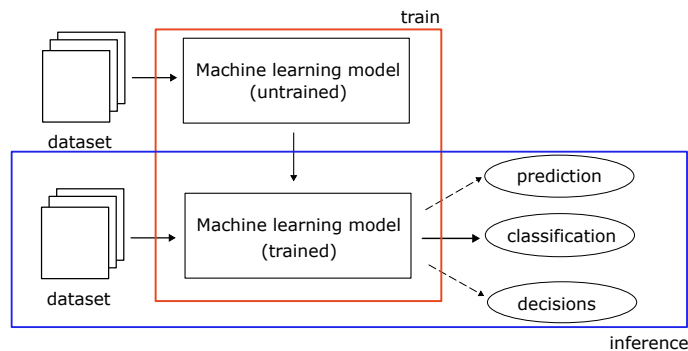 train
Machine learning model
(untrained)
dataset
prediction
Machine learning model
(trained)
classification
dataset
decisions
inference